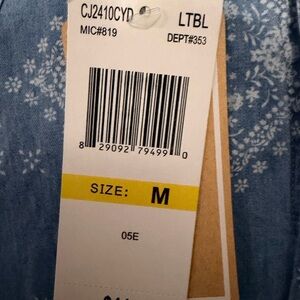 CJ2410CYD LTBL
MIC#819 DEPT#353
8 29092 79499 0
SIZE: M
05E